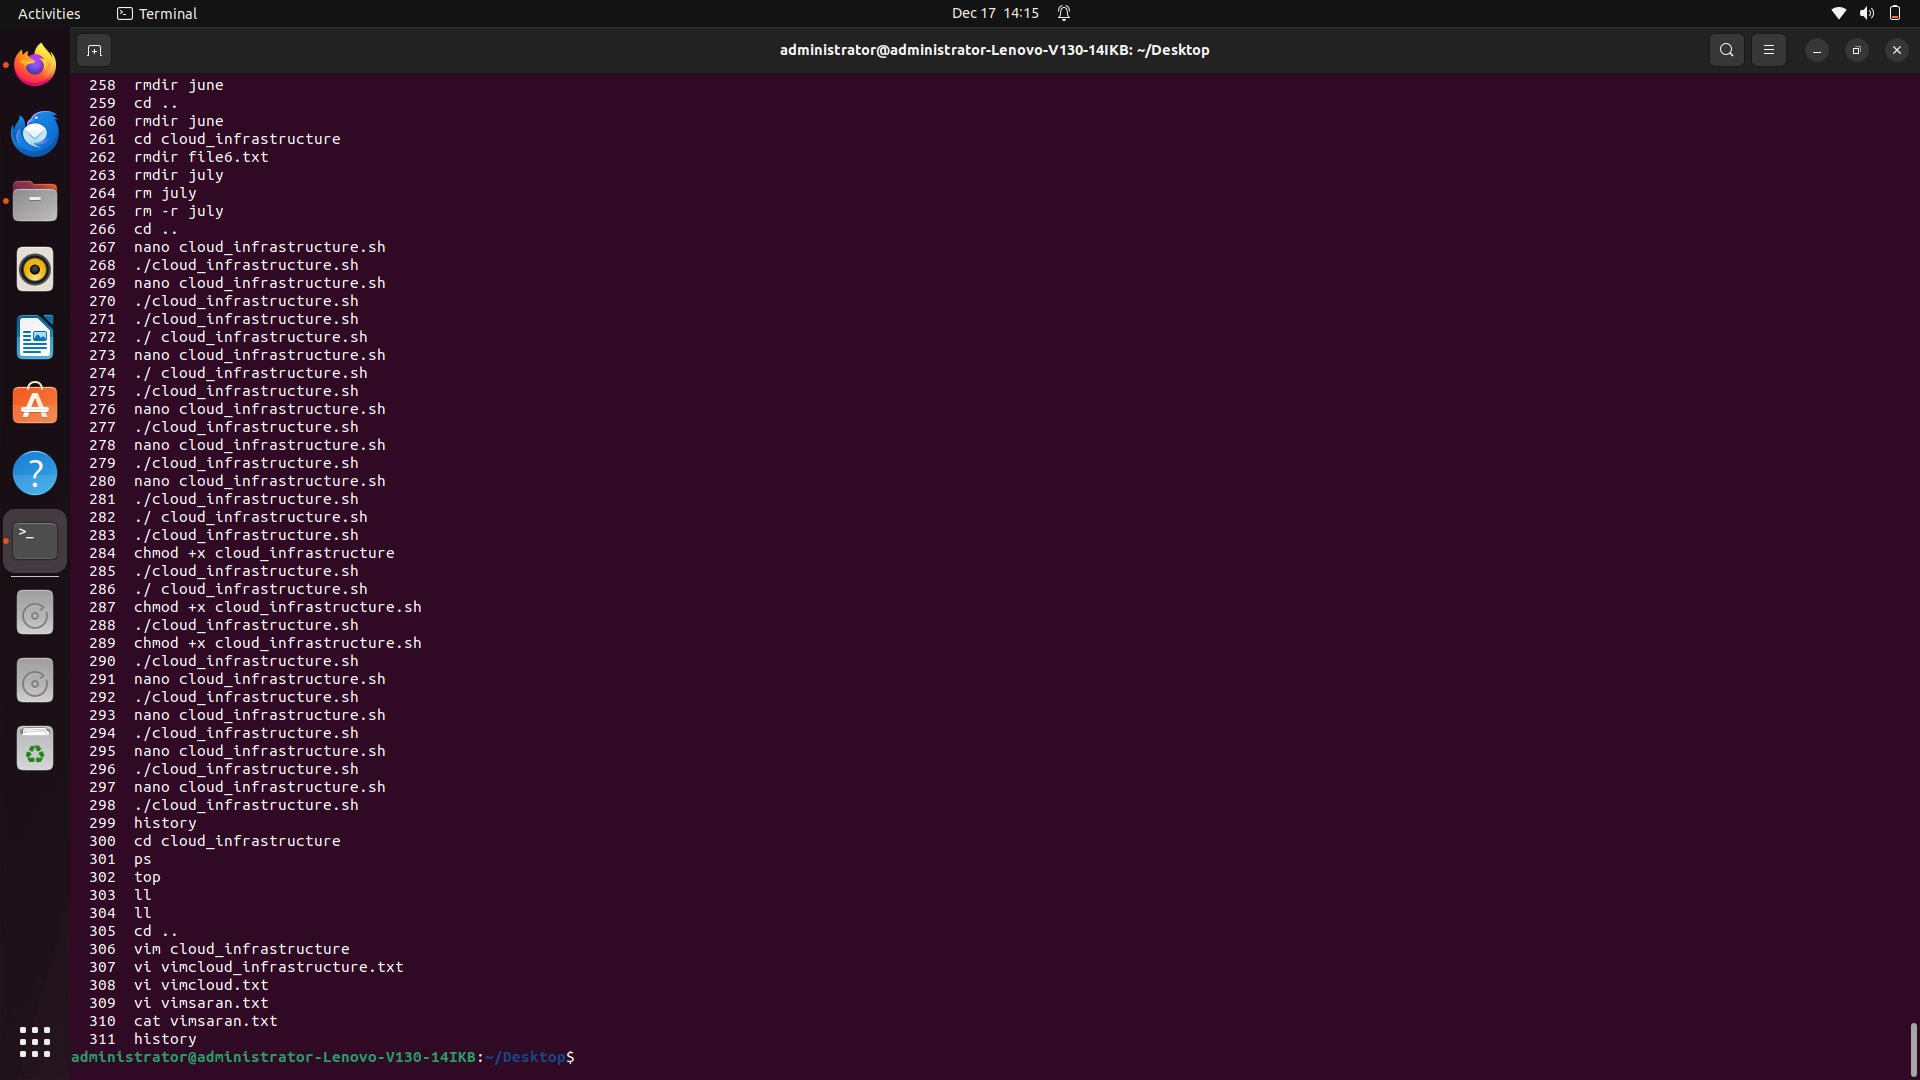 Activities
Terminal
Dec 17 14:15
administrator@administrator-Lenovo-V130-14IKB: ~/Desktop
258 rmdir june
259 cd ..
260 rmdir june
261 cd cloud_infrastructure
262 rmdir file6.txt
263 rmdir july
264 rm july
265 rm -r july
266 cd ..
267 nano cloud_infrastructure.sh
268 ./cloud_infrastructure.sh
269 nano cloud_infrastructure.sh
270 ./cloud_infrastructure.sh
271 ./cloud_infrastructure.sh
272 ./ cloud_infrastructure.sh
273 nano cloud_infrastructure.sh
274 ./ cloud_infrastructure.sh
275 ./cloud_infrastructure.sh
276 nano cloud_infrastructure.sh
277 ./cloud_infrastructure.sh
278 nano cloud_infrastructure.sh
279 ./cloud_infrastructure.sh
280 nano cloud_infrastructure.sh
281 ./cloud_infrastructure.sh
282 ./ cloud_infrastructure.sh
283 ./cloud_infrastructure.sh
284 chmod +x cloud_infrastructure
285 ./cloud_infrastructure.sh
286 ./ cloud_infrastructure.sh
287 chmod +x cloud_infrastructure.sh
288 ./cloud_infrastructure.sh
289 chmod +x cloud_infrastructure.sh
290 ./cloud_infrastructure.sh
291 nano cloud_infrastructure.sh
292 ./cloud_infrastructure.sh
293 nano cloud_infrastructure.sh
294 ./cloud_infrastructure.sh
295 nano cloud_infrastructure.sh
296 ./cloud_infrastructure.sh
297 nano cloud_infrastructure.sh
298 ./cloud_infrastructure.sh
299 history
300 cd cloud_infrastructure
301 ps
302 top
303 ll
304 ll
305 cd ..
306 vim cloud_infrastructure
307 vi vimcloud_infrastructure.txt
308 vi vimcloud.txt
309 vi vimsaran.txt
310 cat vimsaran.txt
311 history
administrator@administrator-Lenovo-V130-14IKB:~/Desktop$